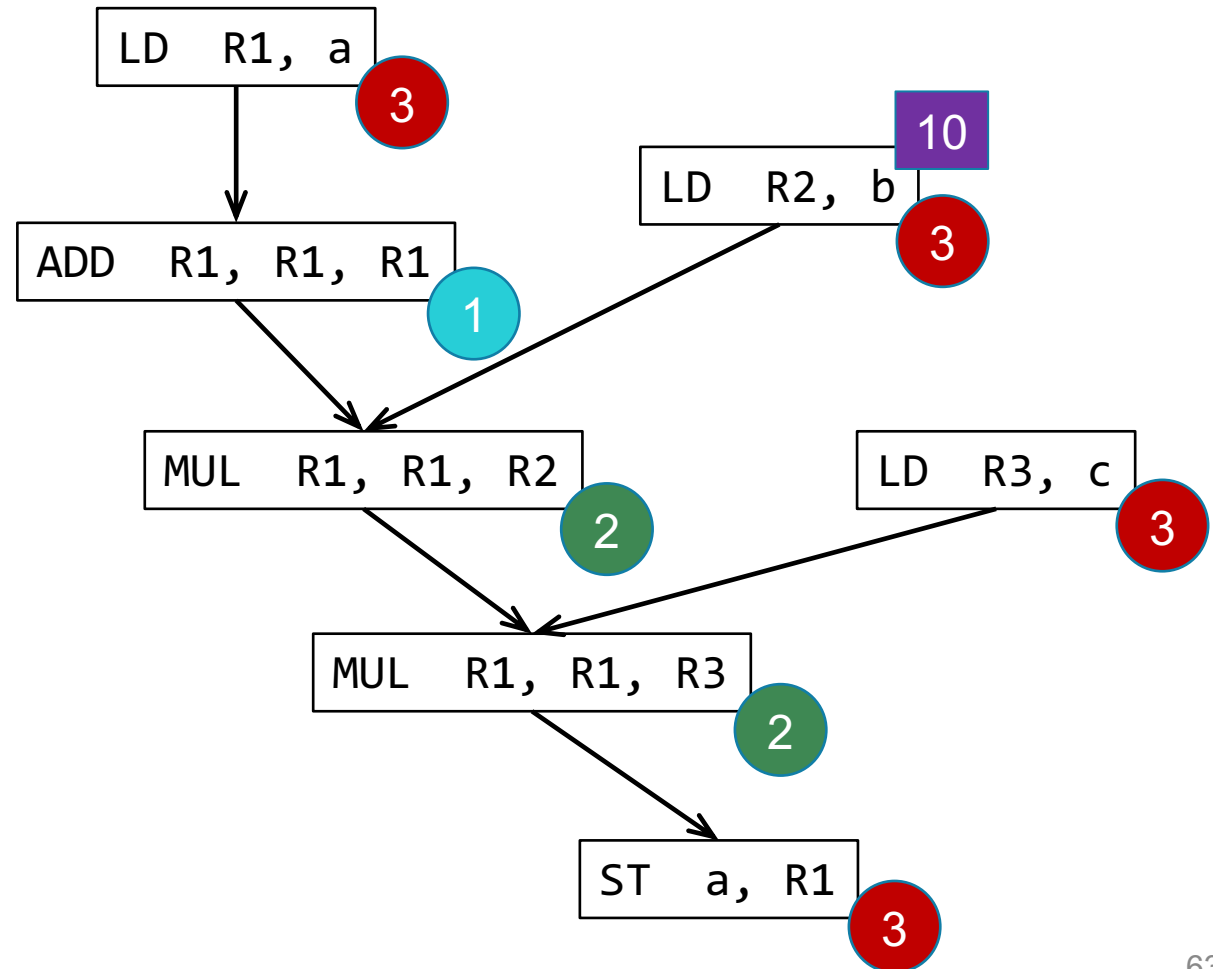 LD R1, a
3
10
LD R2, b
3
ADD R1, R1, R1
1
MUL R1, R1, R2
2
LD R3, c
3
MUL R1, R1, R3
2
ST a, R1
3